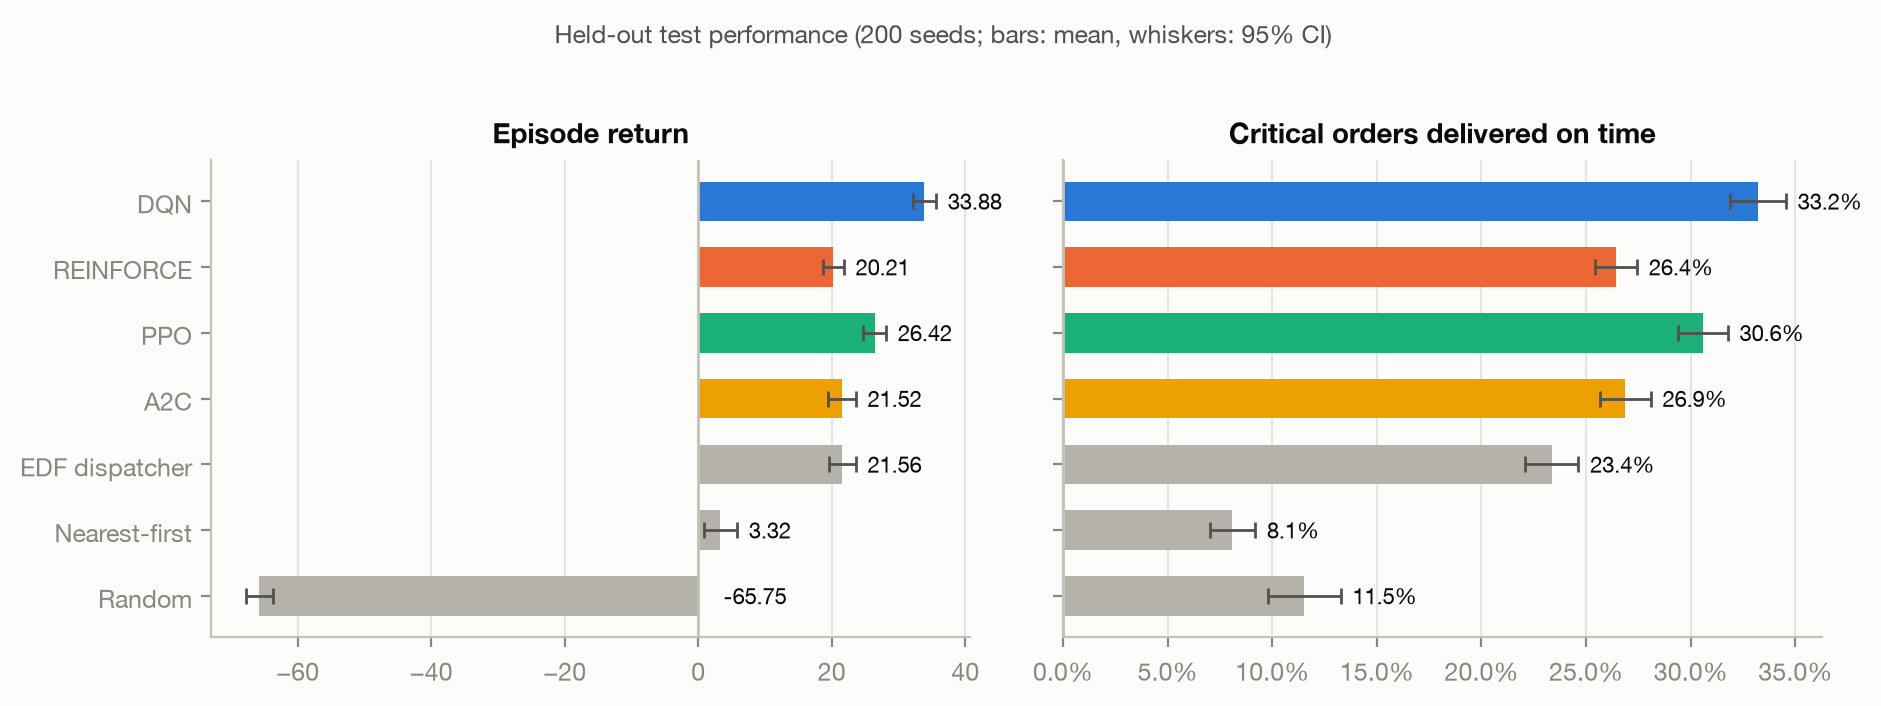 Held-out test performance (200 seeds; bars: mean, whiskers: 95% CI)
Episode return
DQN
33.88
REINFORCE
20.21
PPO
26.42
A2C
21.52
EDF dispatcher
21.56
Nearest-first
3.32
Random
-65.75
−60 −40 −20 0 20 40
Critical orders delivered on time
33.2%
26.4%
30.6%
26.9%
23.4%
8.1%
11.5%
0.0% 5.0% 10.0% 15.0% 20.0% 25.0% 30.0% 35.0%